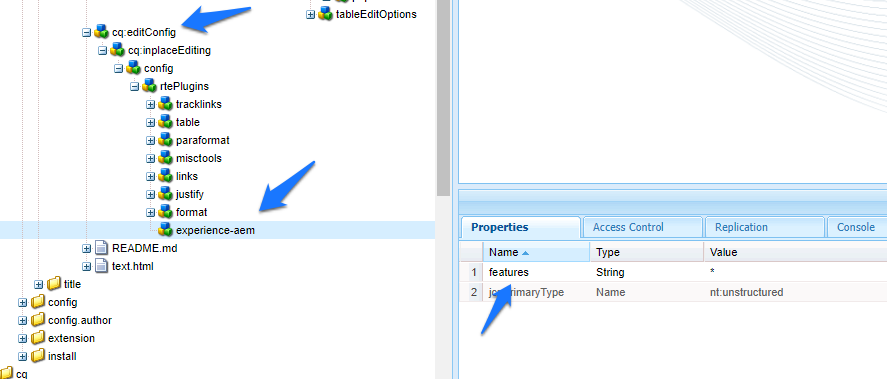 tableEditOptions
cq:editConfig
cq:inplaceEditing
config
rtePlugins
tracklinks
table
paraformat
misctools
links
justify
format
experience-aem
README.md
text.html
title
config
config.author
extension
install
cq
Properties Access Control Replication Console
Name Type Value
1 features String *
2 Name nt:unstructured